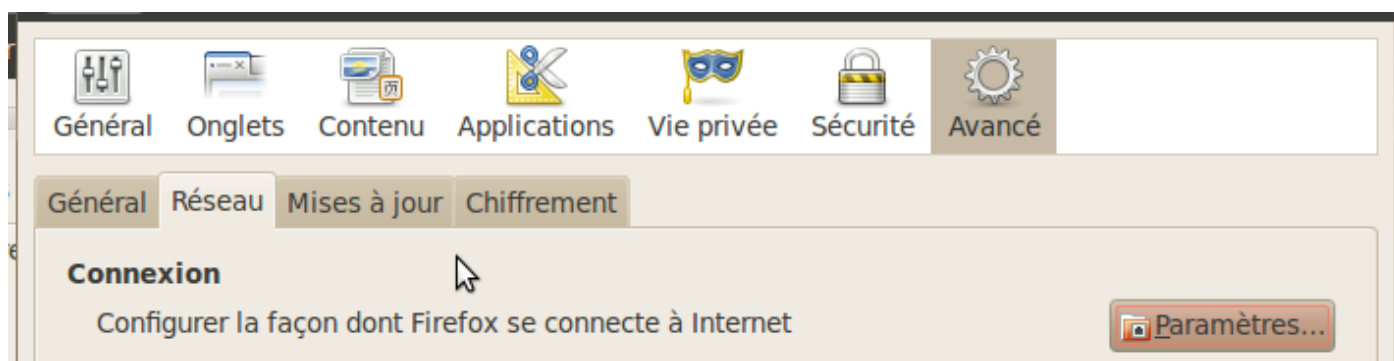 Général Onglets Contenu Applications Vie privée Sécurité Avancé
Général Réseau Mises à jour Chiffrement
Connexion
Configurer la façon dont Firefox se connecte à Internet Paramètres...